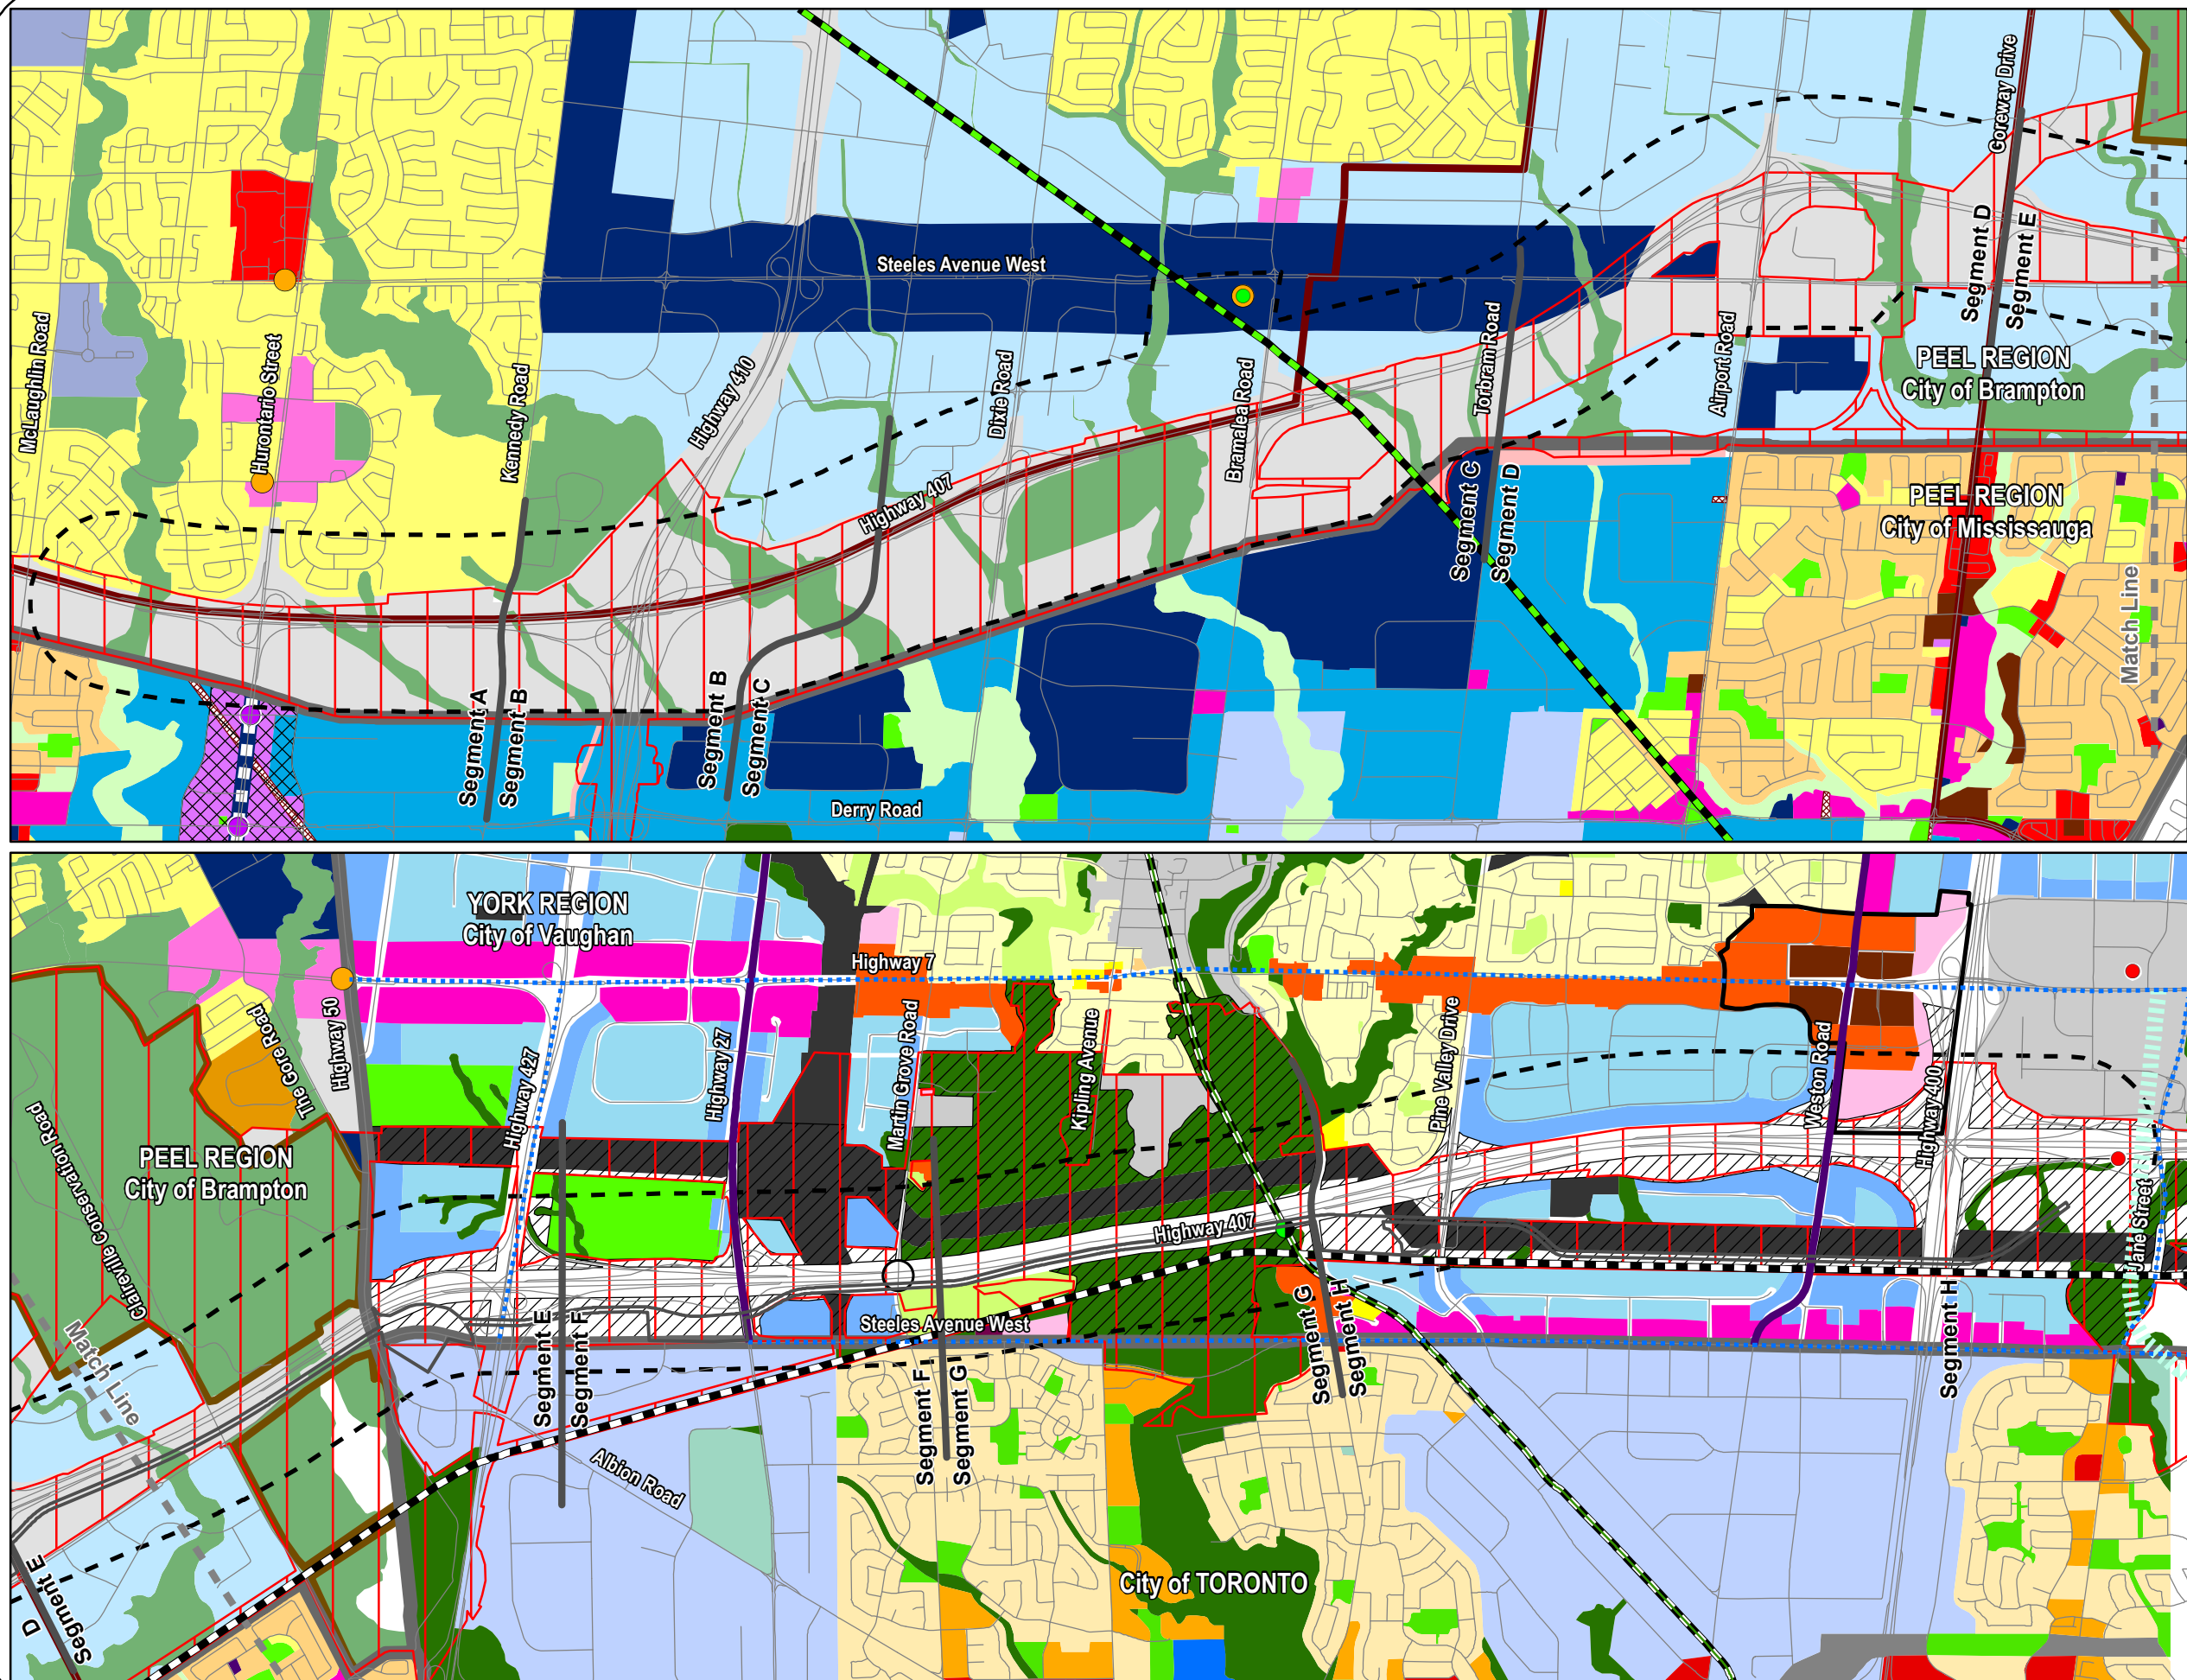 Goreway Drive
Steeles Avenue West
Segment D
Segment E
McLaughlin Road
Hurontario Street
Kennedy Road
Highway 410
Dixie Road
Bramalea Road
Torbram Road
Airport Road
PEEL REGION
City of Brampton
Highway 407
Segment C
Segment D
PEEL REGION
City of Mississauga
Match Line
Segment A
Segment B
Segment B
Segment C
Derry Road
YORK REGION
City of Vaughan
Highway 7
The Gore Road
Highway 50
Highway 427
Highway 27
Martin Grove Road
Kipling Avenue
Pine Valley Drive
Weston Road
Highway 400
Jane Street
Claireville Conservation Road
PEEL REGION
City of Brampton
Highway 407
Match Line
Steeles Avenue West
Segment E
Segment F
Segment F
Segment G
Segment G
Segment H
Segment H
Albion Road
City of TORONTO
D
Segment E